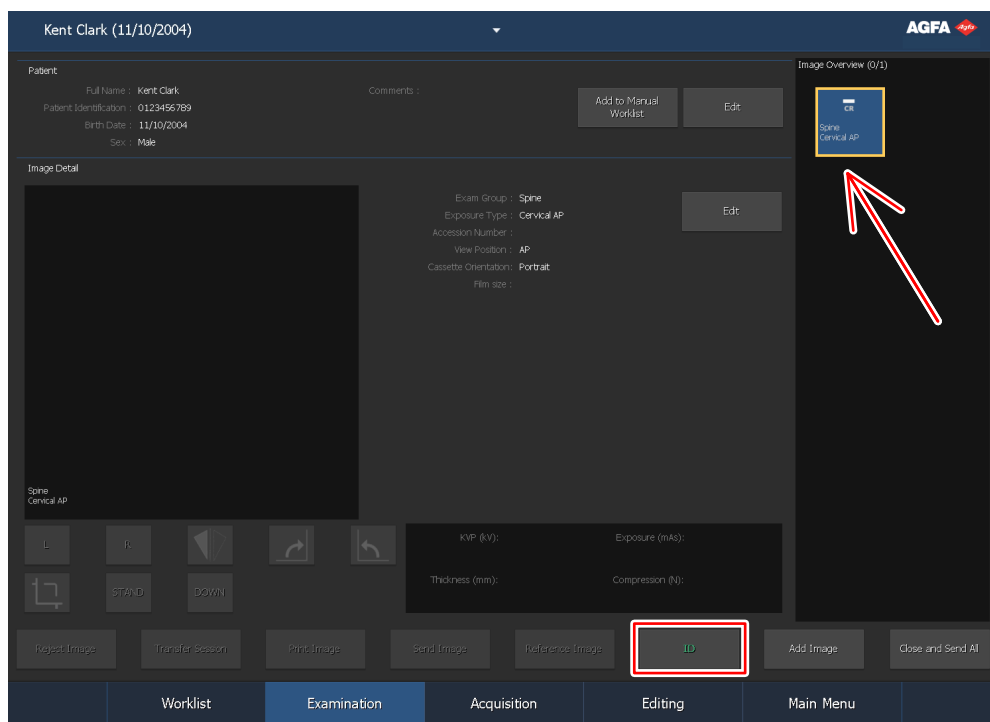 Kent Clark (11/10/2004)
AGFA
Agfa
Patient
Full Name : Kent Clark
Comments :
Patient Identification : 0123456789
Birth Date : 11/10/2004
Sex : Male
Add to Manual
Worklist
Edit
Image Overview (0/1)
CR
Spine
Cervical AP
Image Detail
Exam Group : Spine
Exposure Type : Cervical AP
Accession Number :
View Position : AP
Cassette Orientation: Portrait
Film size :
Edit
Spine
Cervical AP
L
R
STAND
DOWN
KVP (kV):
Exposure (mAs):
Thickness (mm):
Compression (N):
Reject Image
Transfer Session
Print Image
Send Image
Reference Image
ID
Add Image
Close and Send All
Worklist
Examination
Acquisition
Editing
Main Menu